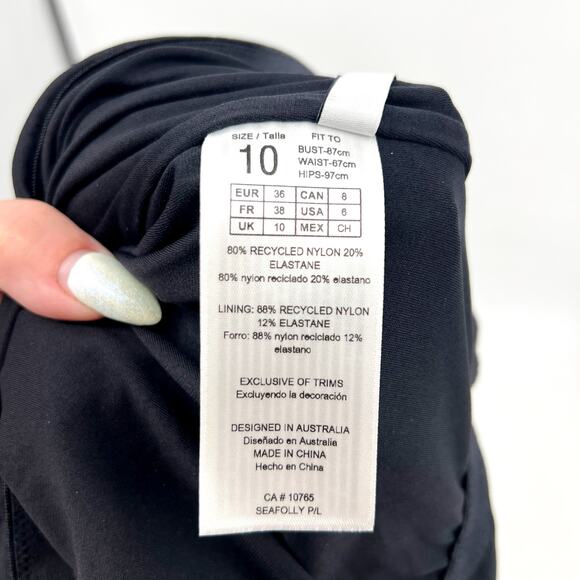 SIZE / Talla FIT TO
10 BUST-87cm
WAIST-67cm
HIPS-97cm
EUR 36 CAN 8
FR 38 USA 6
UK 10 MEX CH
80% RECYCLED NYLON 20%
ELASTANE
80% nylon reciclado 20% elastano
LINING: 88% RECYCLED NYLON
12% ELASTANE
Forro: 88% nylon reciclado 12%
elastano
EXCLUSIVE OF TRIMS
Excluyendo la decoración
DESIGNED IN AUSTRALIA
Diseñado en Australia
MADE IN CHINA
Hecho en China
CA # 10765
SEAFOLLY P/L